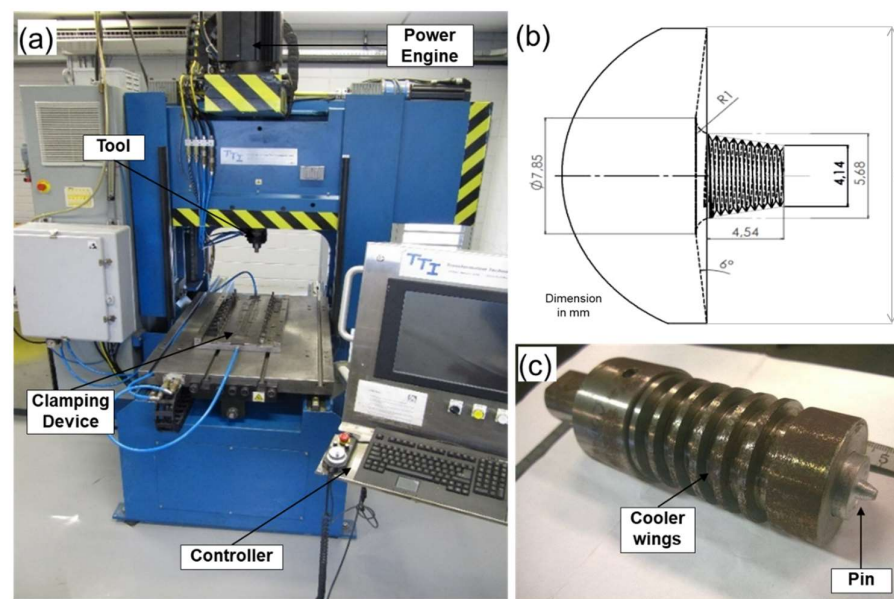 (a)
Power
Engine
Tool
TTI
TTI
Clamping
Device
Controller
(b)
R1
Ø7,85
4,14
5,68
4,54
6°
Dimension
in mm
(c)
Cooler
wings
Pin
5